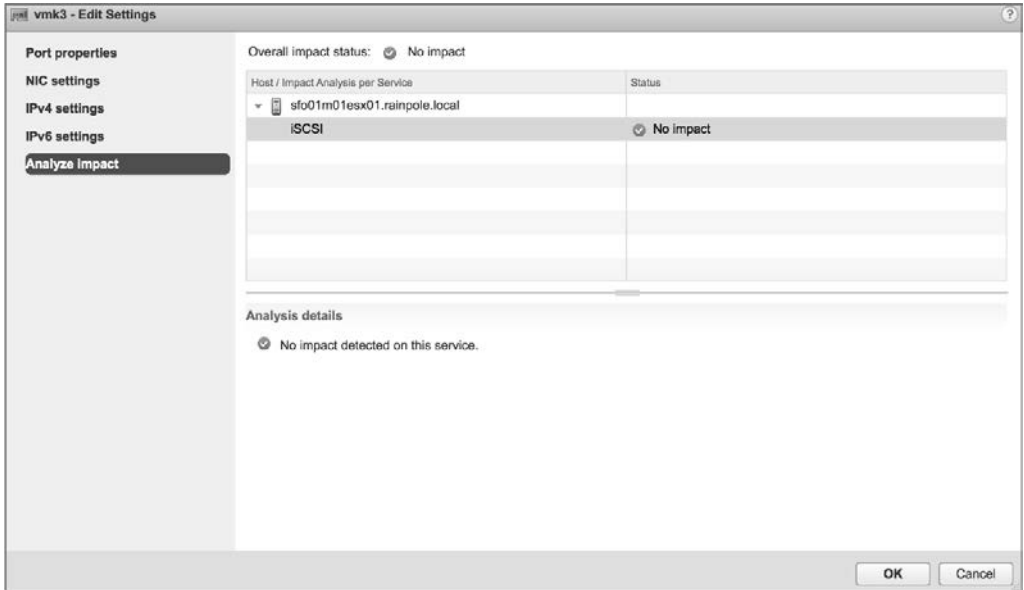 vmk3 - Edit Settings
?
Port properties
NIC settings
IPv4 settings
IPv6 settings
Analyze impact
Overall impact status: No impact
Host / Impact Analysis per Service Status
sfo01m01esx01.rainpole.local
iSCSI No impact
Analysis details
No impact detected on this service.
OK Cancel